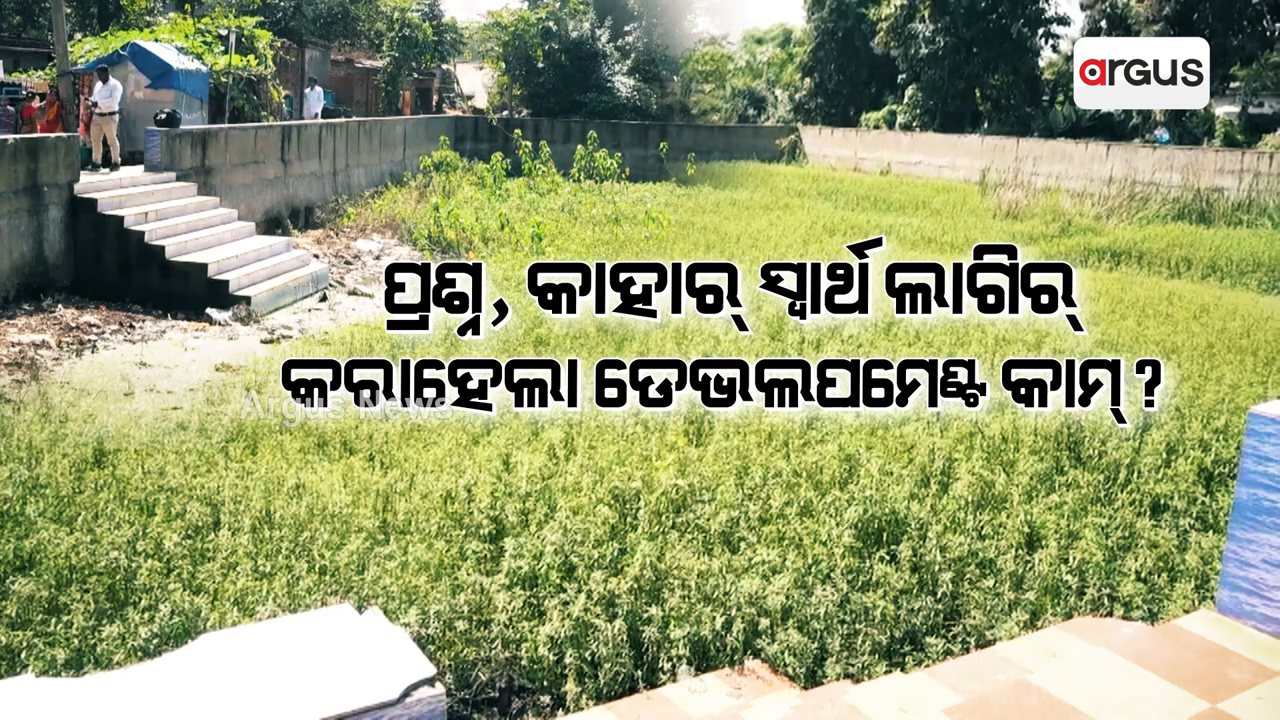 argus
ପ୍ରଶ୍ନ, କାହାର୍ ସ୍ୱାର୍ଥ ଲାଗିର୍
କରାହେଲା ଡେଭଲପମେଣ୍ଟ କାମ୍ ?
Argus News